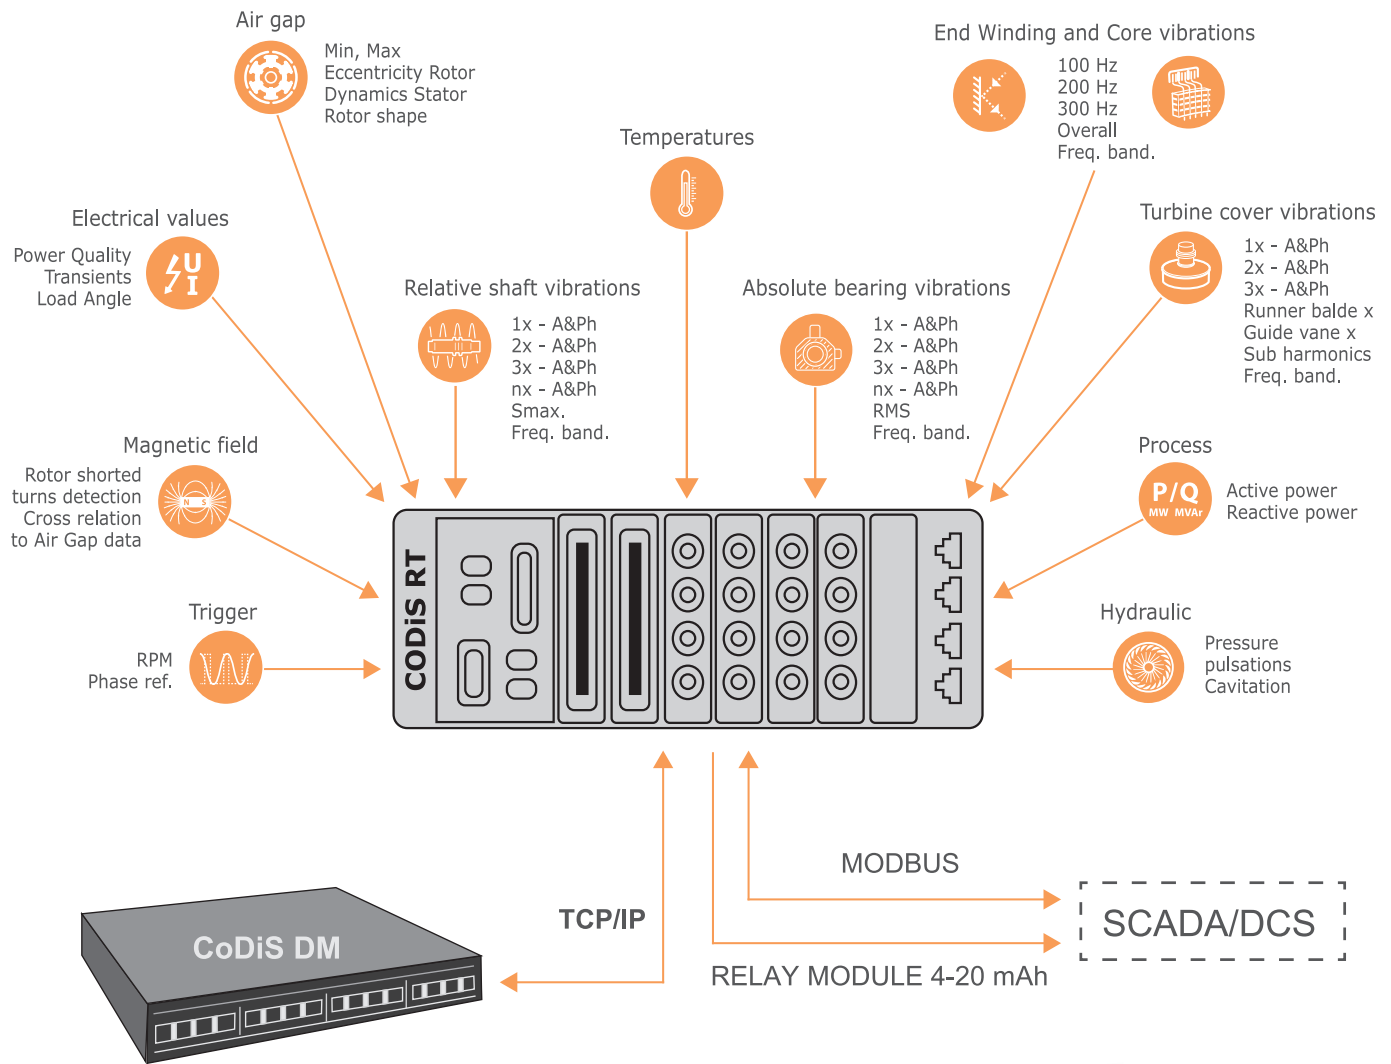 Air gap
Min, Max
Eccentricity Rotor
Dynamics Stator
Rotor shape
End Winding and Core vibrations
100 Hz
200 Hz
300 Hz
Overall
Freq. band.
Temperatures
Electrical values
Power Quality
Transients
Load Angle
U
I
Turbine cover vibrations
1x - A&Ph
2x - A&Ph
3x - A&Ph
Runner balde x
Guide vane x
Sub harmonics
Freq. band.
Relative shaft vibrations
1x - A&Ph
2x - A&Ph
3x - A&Ph
nx - A&Ph
Smax.
Freq. band.
Absolute bearing vibrations
1x - A&Ph
2x - A&Ph
3x - A&Ph
nx - A&Ph
RMS
Freq. band.
Magnetic field
Rotor shorted
turns detection
Cross relation
to Air Gap data
N S
Process
P/Q
MW MVAr
Active power
Reactive power
Trigger
RPM
Phase ref.
CODiS RT
Hydraulic
Pressure
pulsations
Cavitation
MODBUS
TCP/IP
SCADA/DCS
CoDiS DM
RELAY MODULE 4-20 mAh